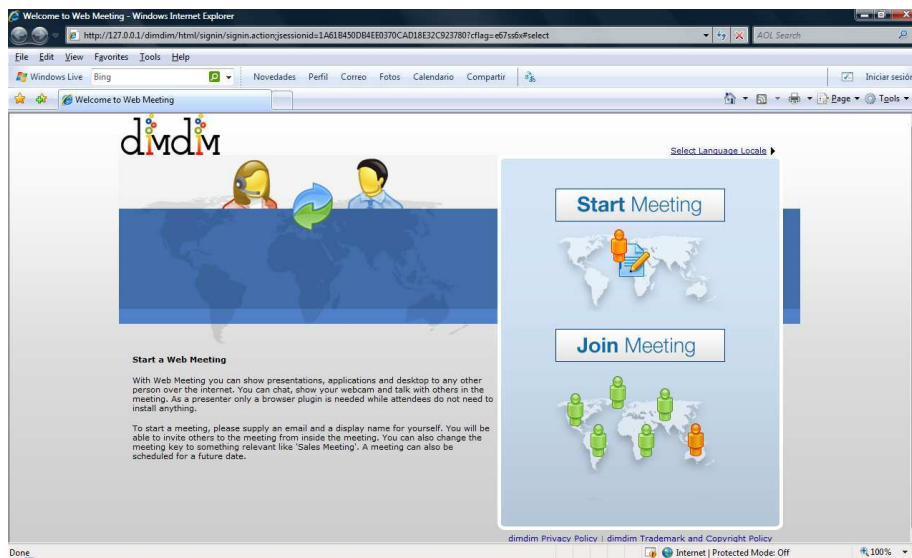 Welcome to Web Meeting - Windows Internet Explorer
http://127.0.0.1/dimdim/html/signin/signin.action;jsessionid=1A61B450DB4EE0370CAD18E32C923780?cflag=e67ss6x#select
AOL Search
File Edit View Favorites Tools Help
Windows Live Bing Novedades Perfil Correo Fotos Calendario Compartir Iniciar sesión
Welcome to Web Meeting Page Tools
dimdim
Select Language Locale
Start Meeting
Join Meeting
Start a Web Meeting
With Web Meeting you can show presentations, applications and desktop to any other
person over the internet. You can chat, show your webcam and talk with others in the
meeting. As a presenter only a browser plugin is needed while attendees do not need to
install anything.
To start a meeting, please supply an email and a display name for yourself. You will be
able to invite others to the meeting from inside the meeting. You can also change the
meeting key to something relevant like 'Sales Meeting'. A meeting can also be
scheduled for a future date.
dimdim Privacy Policy | dimdim Trademark and Copyright Policy
Done Internet | Protected Mode: Off 100%